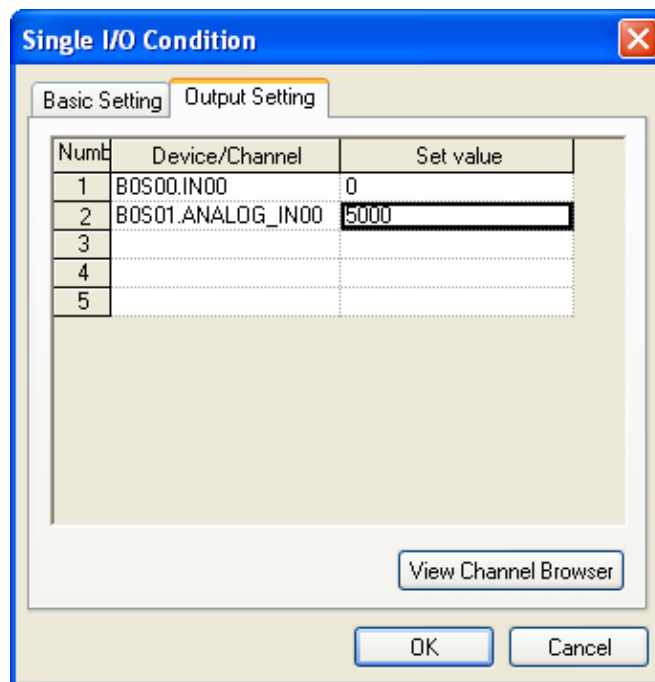 Single I/O Condition
Basic Setting Output Setting
Numb Device/Channel Set value
1 B0S00.IN00 0
2 B0S01.ANALOG_IN00 5000
3
4
5
View Channel Browser
OK Cancel